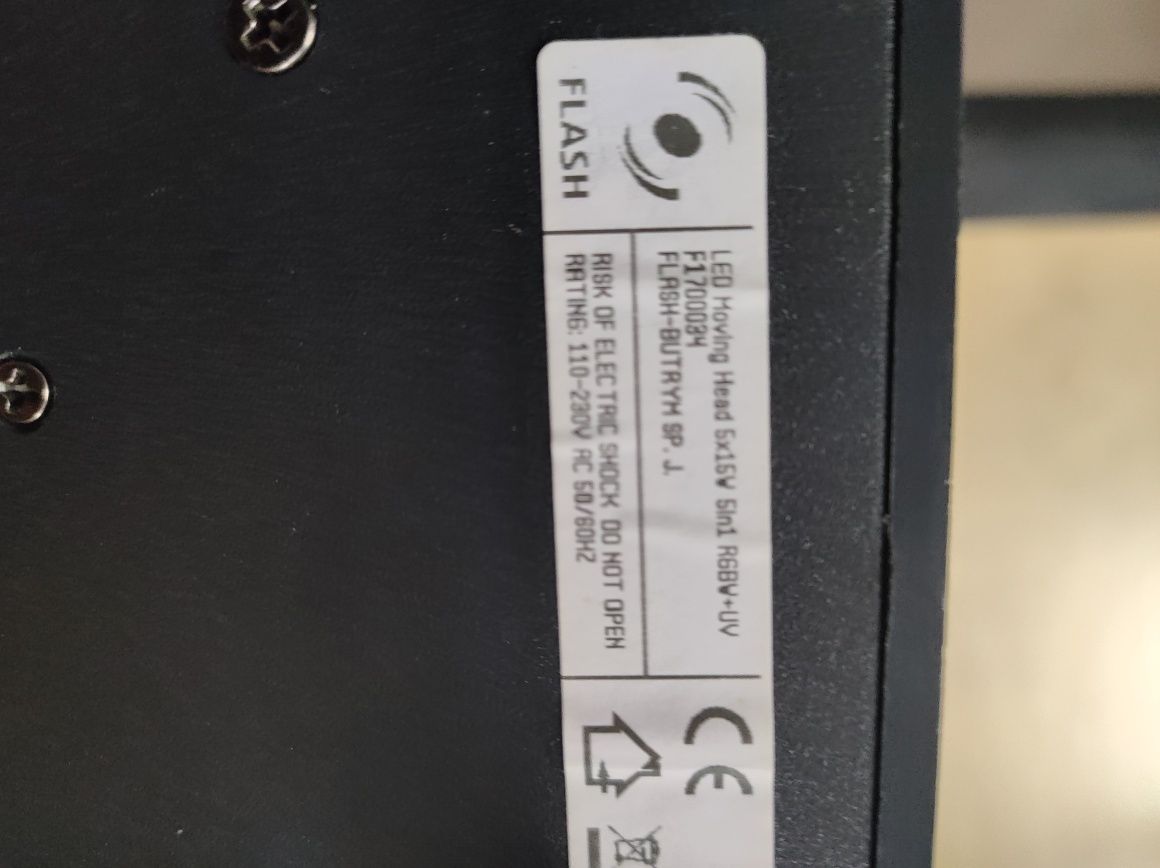 FLASH
LED Moving Head 5x15W 5in1 RGBW+UV
F1700034
FLASH-BUTRYM SP. J.
RISK OF ELECTRIC SHOCK DO NOT OPEN
RATING: 110-230V AC 50/60HZ
CE